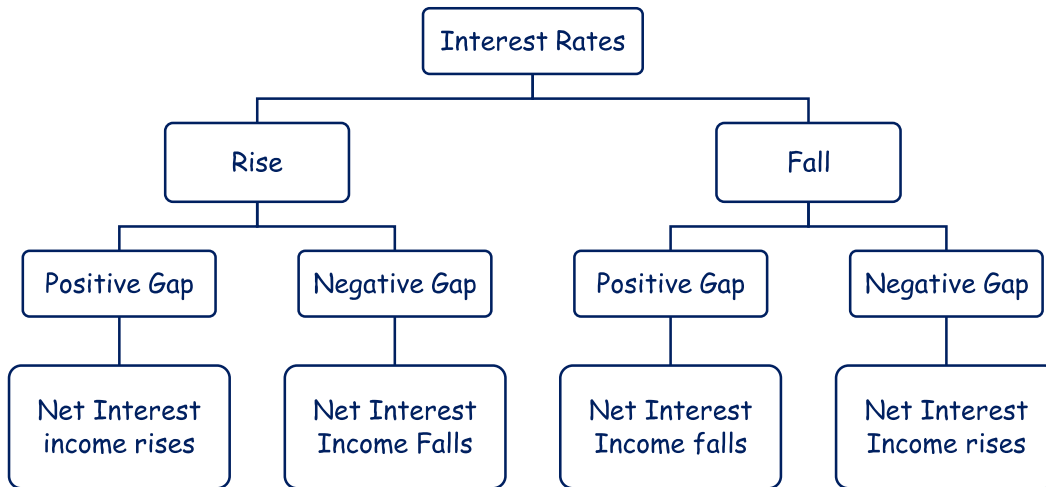 Interest Rates
Rise
Fall
Positive Gap
Negative Gap
Positive Gap
Negative Gap
Net Interest
income rises
Net Interest
Income Falls
Net Interest
Income falls
Net Interest
Income rises